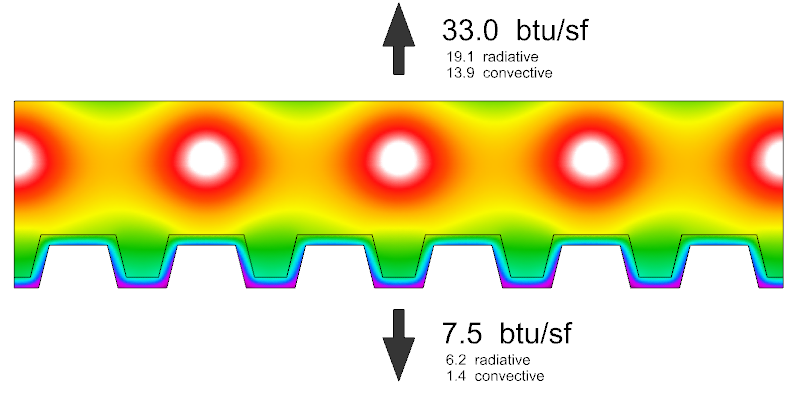 33.0 btu/sf
19.1 radiative
13.9 convective
7.5 btu/sf
6.2 radiative
1.4 convective